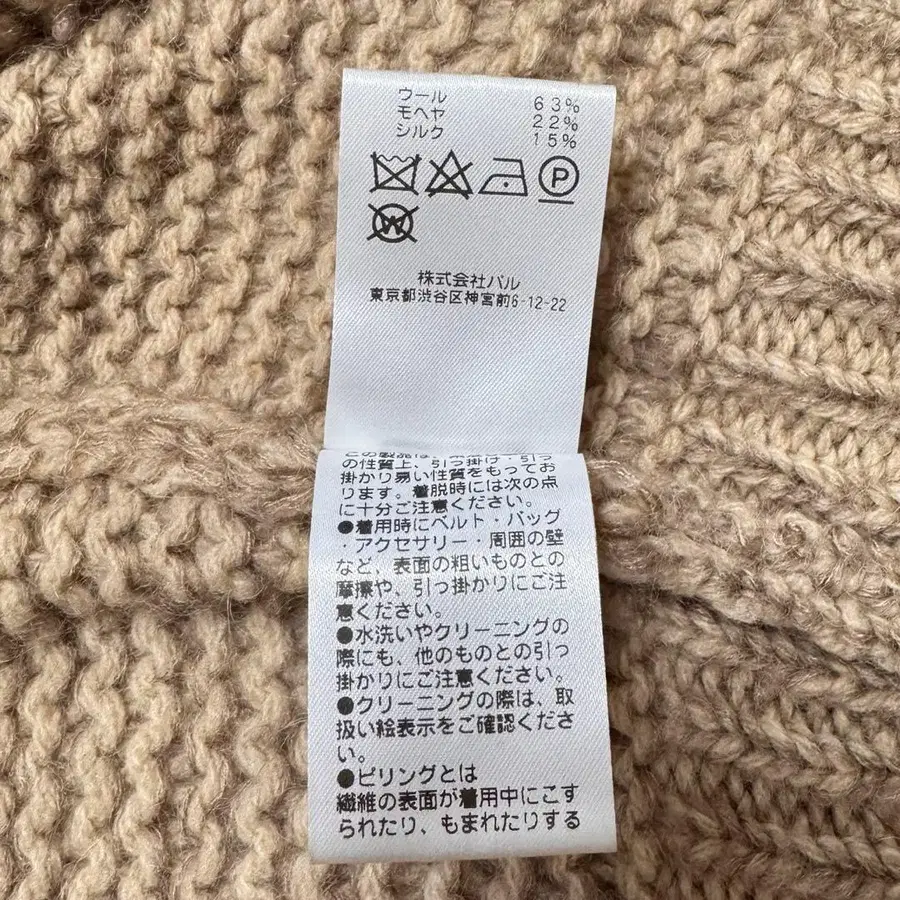 ウール 63%
モヘヤ 22%
シルク 15%
P
W
株式会社パル
東京都渋谷区神宮前6-12-22
の性質上、引っ掛け・引っ
掛かり易い性質をもってお
ります。着脱時には次の点
に十分ご注意ください。
●着用時にベルト・バッグ
・アクセサリー・周囲の壁
など、表面の粗いものとの
摩擦や、引っ掛かりにご注
意ください。
●水洗いやクリーニングの
際にも、他のものとの引っ
掛かりにご注意ください。
●クリーニングの際は、取
扱い絵表示をご確認くださ
い。
●ピリングとは
繊維の表面が着用中にこす
られたり、もまれたりする